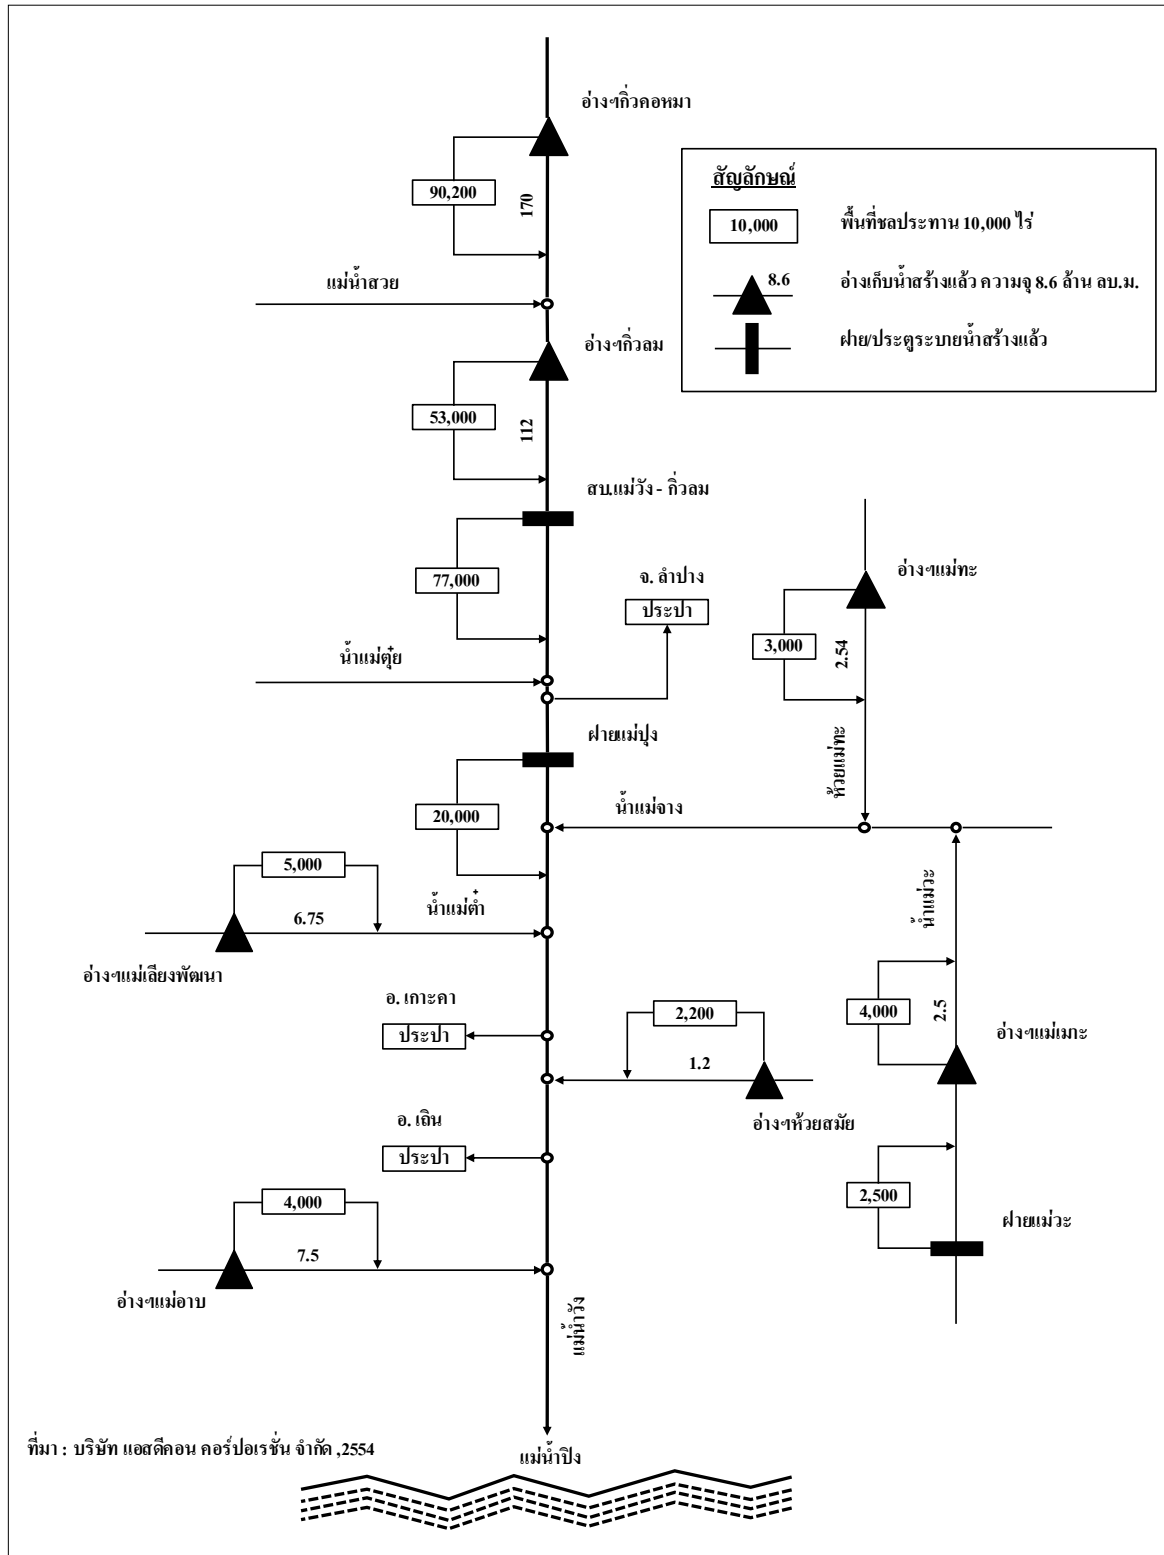 อ่างฯกิ่วคอหมา
90,200
170
แม่น้ำสวย
อ่างฯกิ่วลม
53,000
112
สัญลักษณ์
10,000
พื้นที่ชลประทาน 10,000 ไร่
8.6
อ่างเก็บน้ำสร้างแล้ว ความจุ 8.6 ล้าน ลบ.ม.
ฝาย/ประตูระบายน้ำสร้างแล้ว
สบ.แม่วัง - กิ่วลม
77,000
จ. ลำปาง
ประปา
อ่างฯแม่ทะ
3,000
2.54
ห้วยแม่ทะ
น้ำแม่ตุ๋ย
ฝายแม่ปุง
20,000
น้ำแม่จาง
5,000
6.75
น้ำแม่ต๋ำ
อ่างฯแม่เลียงพัฒนา
น้ำแม่วะ
อ. เกาะคา
ประปา
2,200
1.2
อ่างฯห้วยสมัย
4,000
2.5
อ่างฯแม่เมาะ
อ. เถิน
ประปา
2,500
ฝายแม่วะ
4,000
7.5
อ่างฯแม่อาบ
แม่น้ำวัง
ที่มา : บริษัท แอสดีคอน คอร์ปอเรชั่น จำกัด ,2554
แม่น้ำปิง